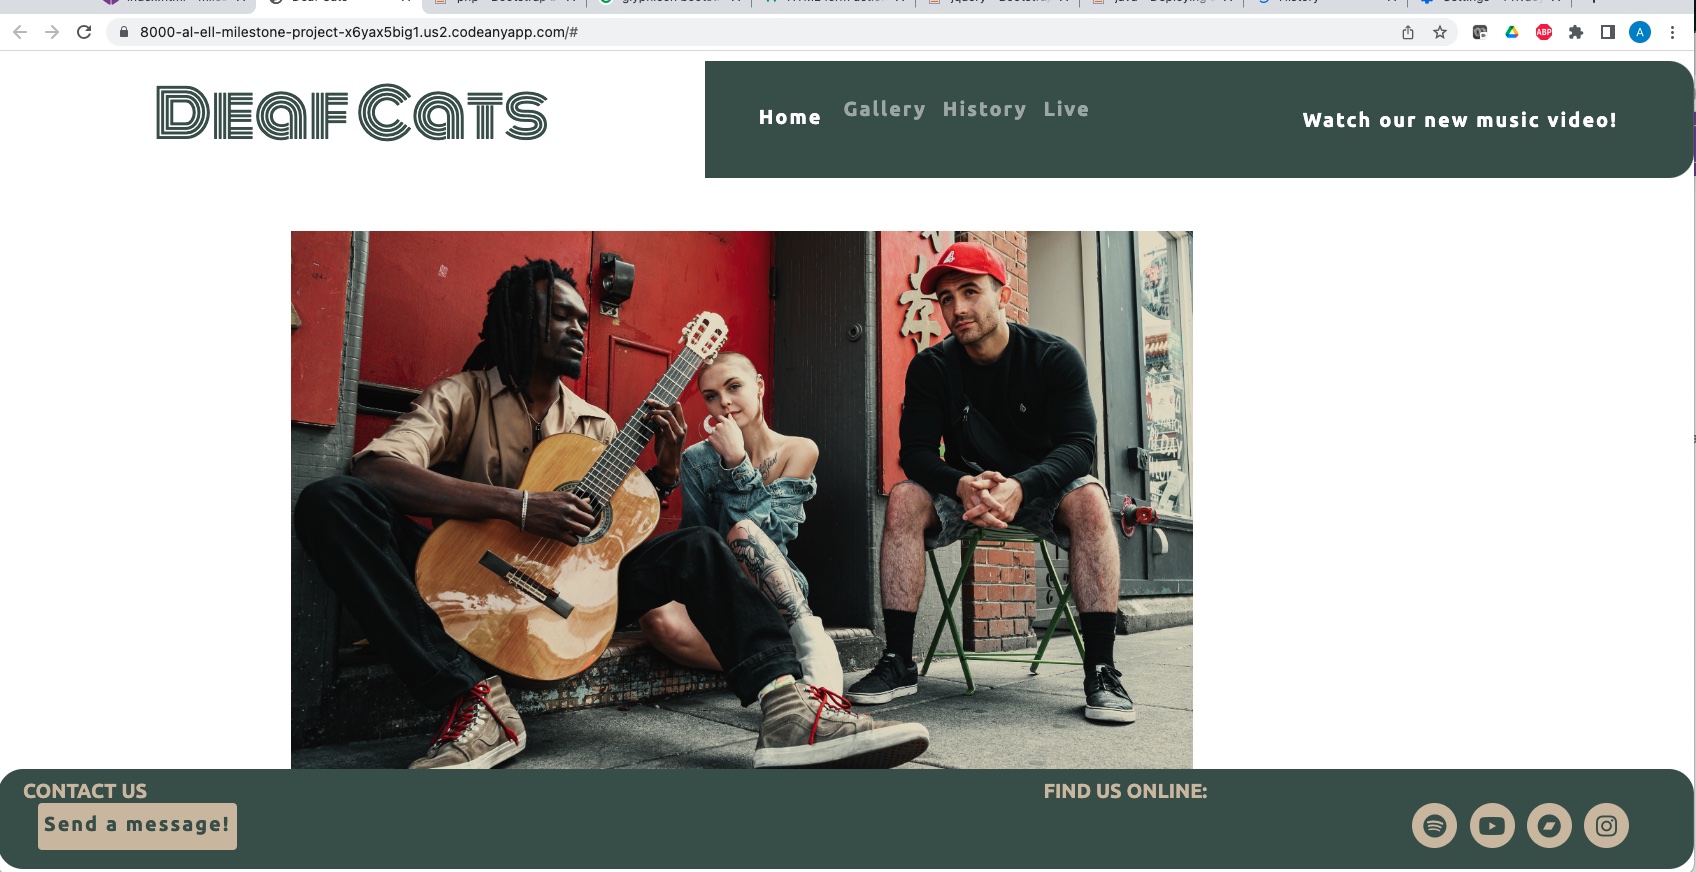 8000-al-ell-milestone-project-x6yax5big1.us2.codeanyapp.com/#
ABP
A
Deaf Cats
Home Gallery History Live
Watch our new music video!
CONTACT US
Send a message!
FIND US ONLINE: